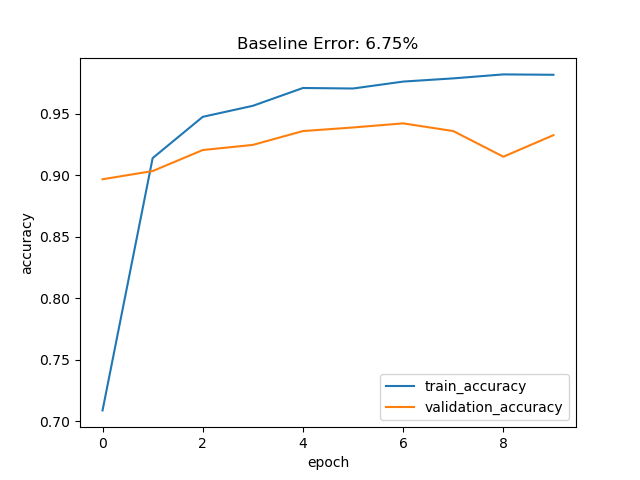 Baseline Error: 6.75%
0.95
0.90
0.85
0.80
0.75
0.70
accuracy
train_accuracy
validation_accuracy
0 2 4 6 8
epoch